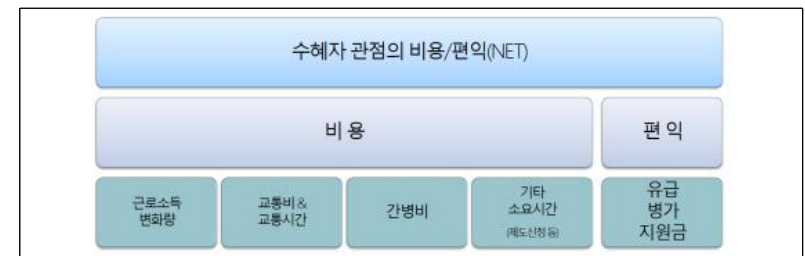 수혜자 관점의 비용/편익(NET)
비 용
편 익
근로소득
변화량
교통비 &
교통시간
간병비
기타
소요시간
(제도신청 등)
유급
병가
지원금